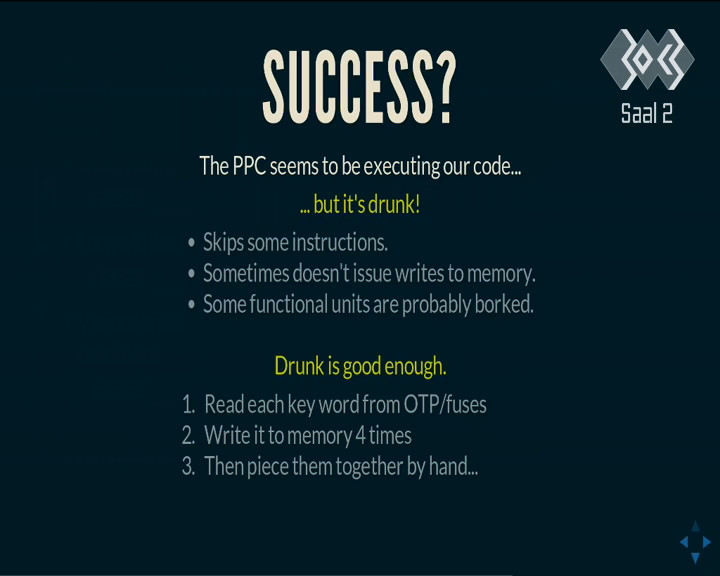 SUCCESS?
Saal 2
The PPC seems to be executing our code...
... but it's drunk!
• Skips some instructions.
• Sometimes doesn't issue writes to memory.
• Some functional units are probably borked.
Drunk is good enough.
1. Read each key word from OTP/fuses
2. Write it to memory 4 times
3. Then piece them together by hand...